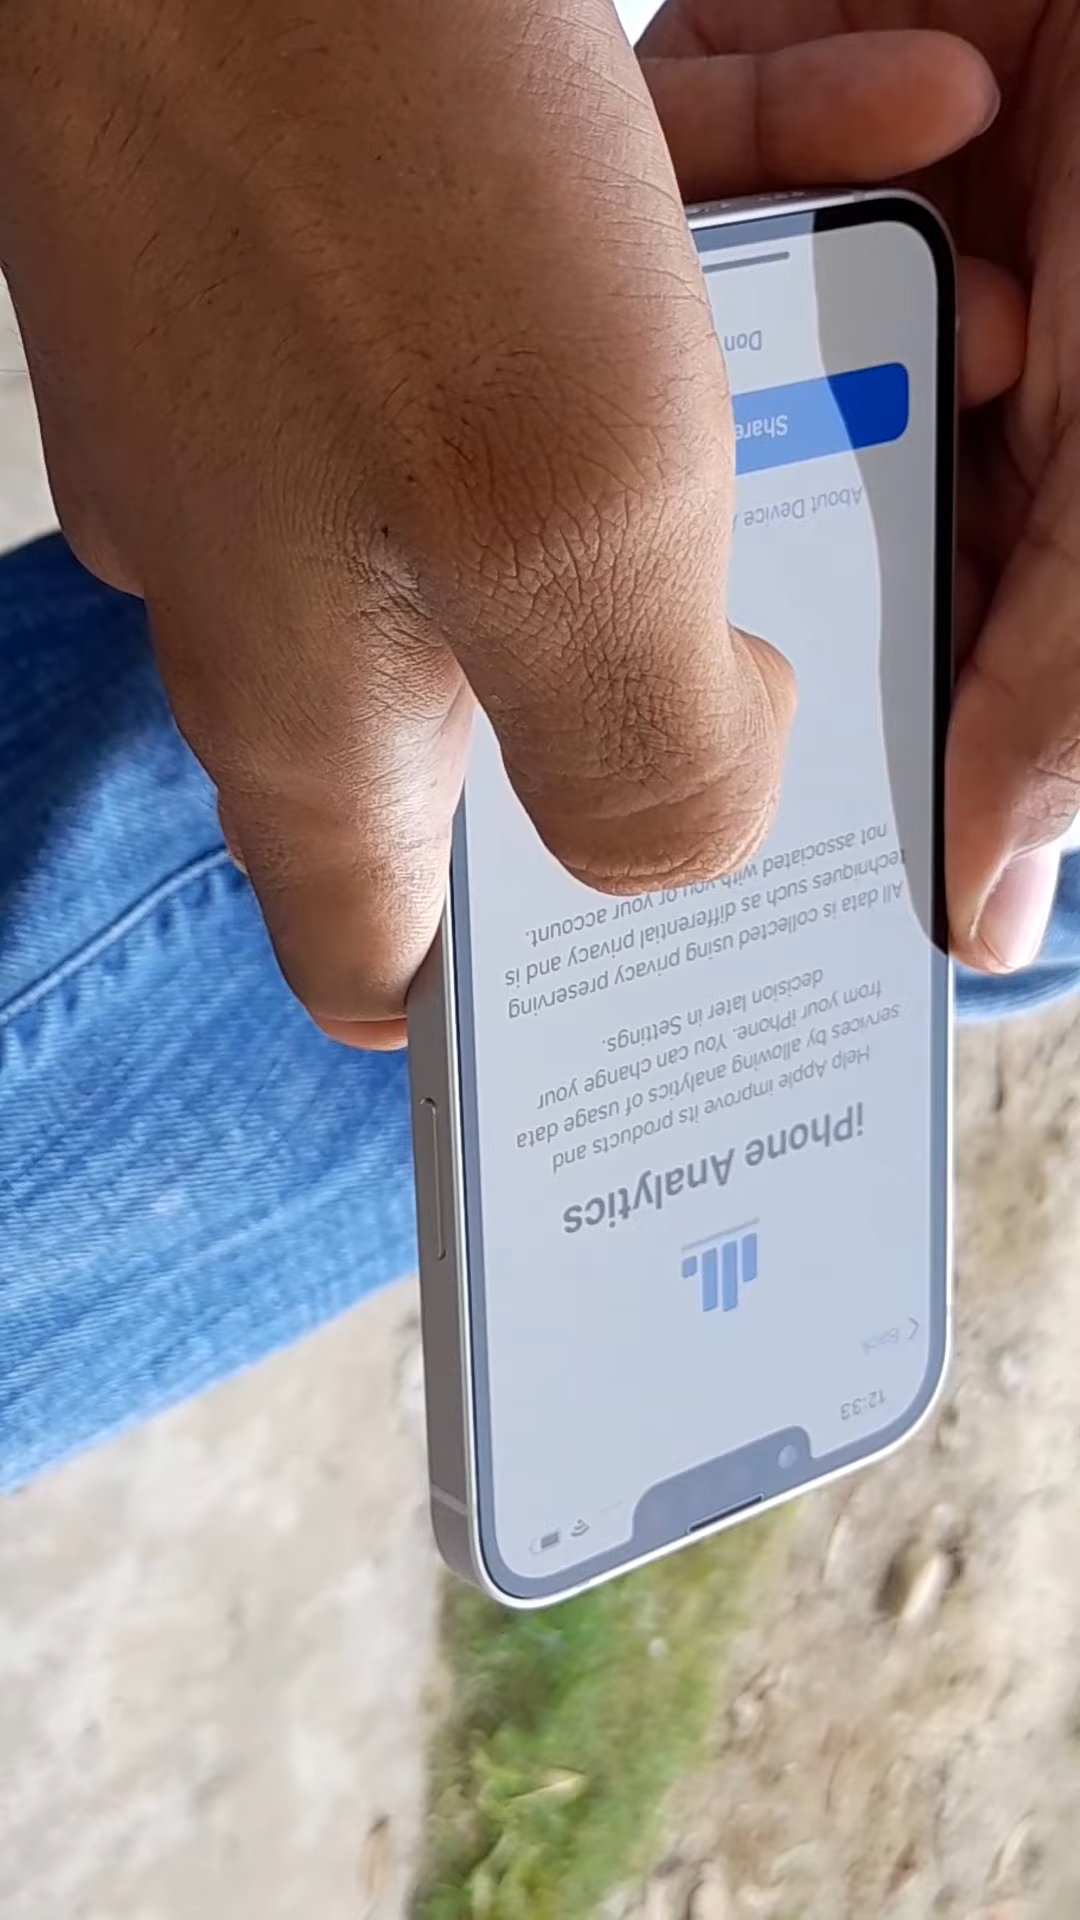 12:33
Back
iPhone Analytics
Help Apple improve its products and
services by allowing analytics of usage data
from your iPhone. You can change your
decision later in Settings.
All data is collected using privacy preserving
techniques such as differential privacy and is
not associated with you or your account.
About Device
Share
Don